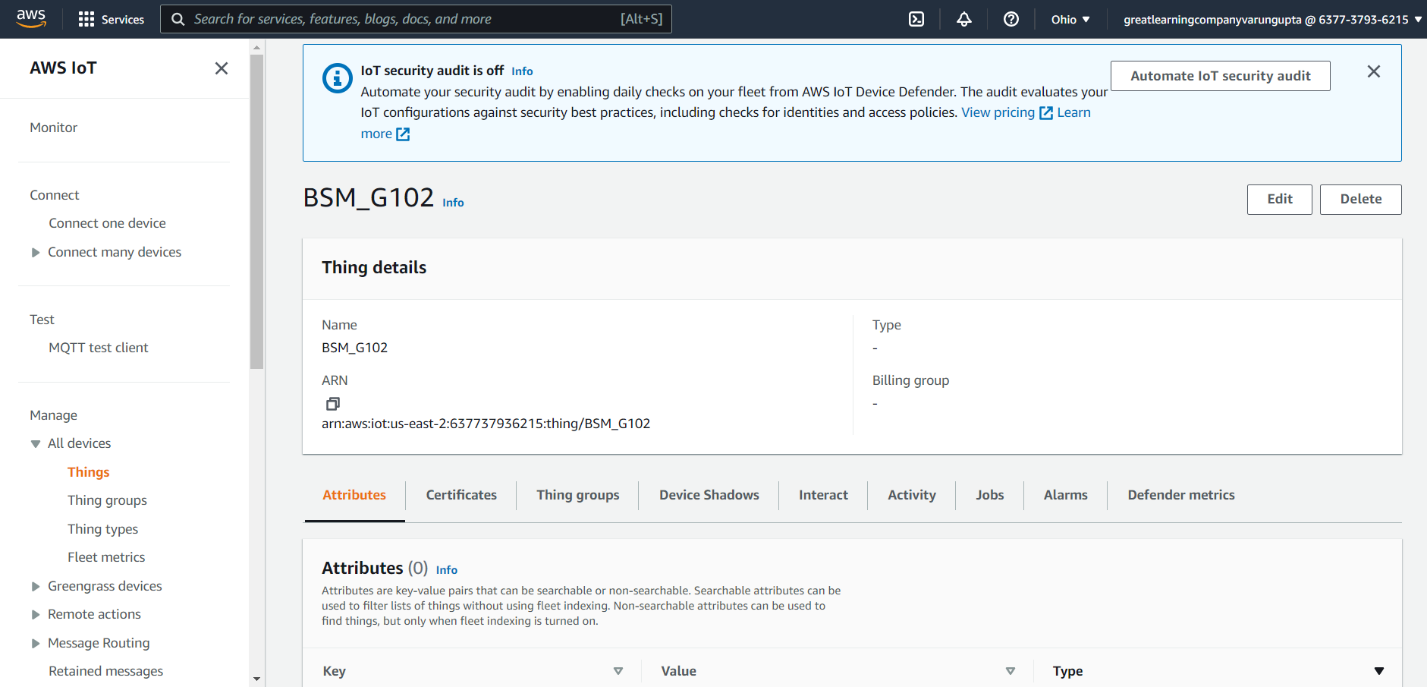 aws
Services
Search for services, features, blogs, docs, and more
[Alt+S]
Ohio
greatlearningcompanyvarungupta @ 6377-3793-6215
AWS IoT
Monitor
Connect
Connect one device
Connect many devices
Test
MQTT test client
Manage
All devices
Things
Thing groups
Thing types
Fleet metrics
Greengrass devices
Remote actions
Message Routing
Retained messages
IoT security audit is off Info
Automate your security audit by enabling daily checks on your fleet from AWS IoT Device Defender. The audit evaluates your
IoT configurations against security best practices, including checks for identities and access policies. View pricing Learn
more
Automate IoT security audit
BSM_G102 Info
Edit
Delete
Thing details
Name
BSM_G102
ARN
arn:aws:iot:us-east-2:637737936215:thing/BSM_G102
Type
-
Billing group
-
Attributes
Certificates
Thing groups
Device Shadows
Interact
Activity
Jobs
Alarms
Defender metrics
Attributes (0) Info
Attributes are key-value pairs that can be searchable or non-searchable. Searchable attributes can be
used to filter lists of things without using fleet indexing. Non-searchable attributes can be used to
find things, but only when fleet indexing is turned on.
Key
Value
Type